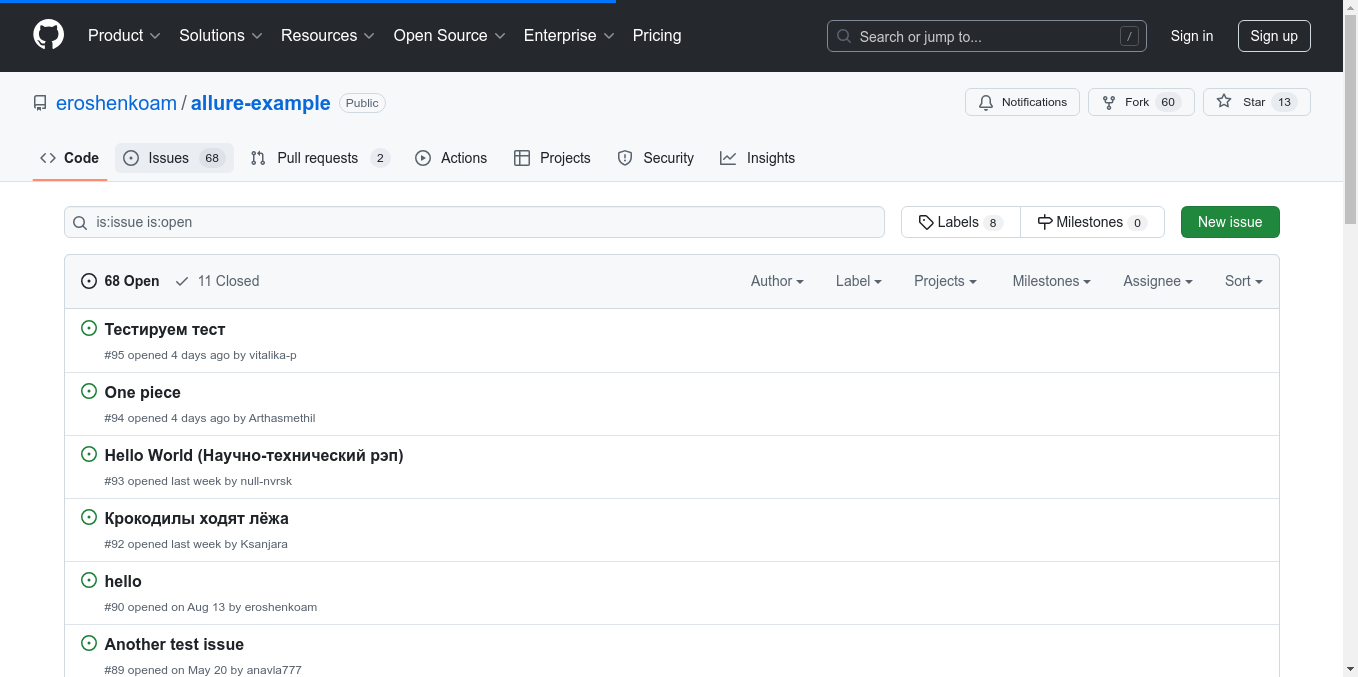 Product Solutions Resources Open Source Enterprise Pricing Search or jump to... / Sign in Sign up
eroshenkoam / allure-example Public Notifications Fork 60 Star 13
Code Issues 68 Pull requests 2 Actions Projects Security Insights
is:issue is:open Labels 8 Milestones 0 New issue
68 Open 11 Closed Author Label Projects Milestones Assignee Sort
Тестируем тест
#95 opened 4 days ago by vitalika-p
One piece
#94 opened 4 days ago by Arthasmethil
Hello World (Научно-технический рэп)
#93 opened last week by null-nvrsk
Крокодилы ходят лёжа
#92 opened last week by Ksanjara
hello
#90 opened on Aug 13 by eroshenkoam
Another test issue
#89 opened on May 20 by anavla777